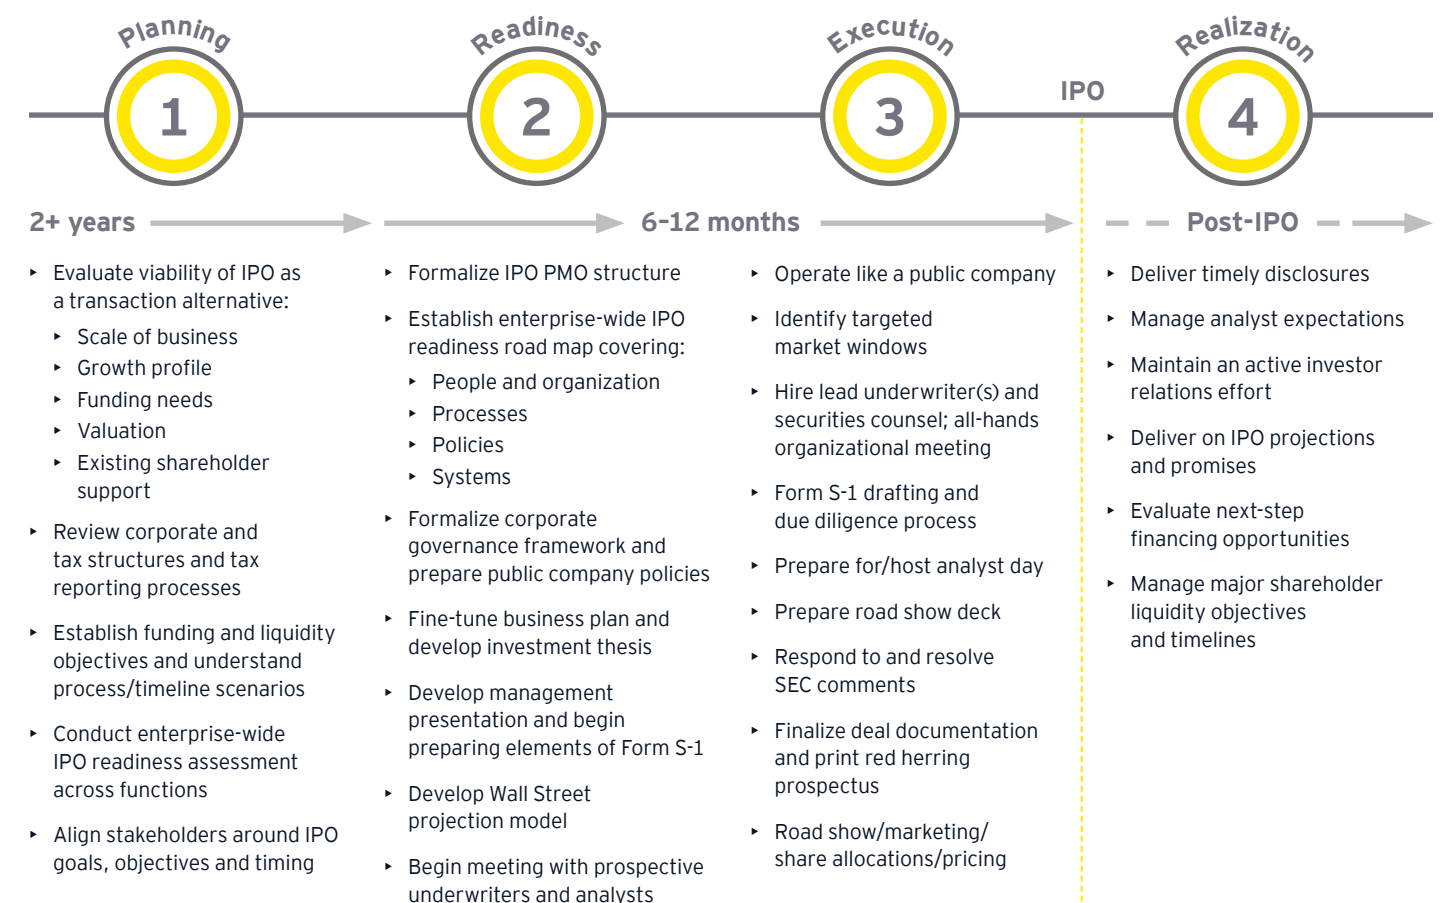 Planning
1
2+ years
▸ Evaluate viability of IPO as
a transaction alternative:
▸ Scale of business
▸ Growth profile
▸ Funding needs
▸ Valuation
▸ Existing shareholder
support
▸ Review corporate and
tax structures and tax
reporting processes
▸ Establish funding and liquidity
objectives and understand
process/timeline scenarios
▸ Conduct enterprise-wide
IPO readiness assessment
across functions
▸ Align stakeholders around IPO
goals, objectives and timing
Readiness
2
6–12 months
▸ Formalize IPO PMO structure
▸ Establish enterprise-wide IPO
readiness road map covering:
▸ People and organization
▸ Processes
▸ Policies
▸ Systems
▸ Formalize corporate
governance framework and
prepare public company policies
▸ Fine-tune business plan and
develop investment thesis
▸ Develop management
presentation and begin
preparing elements of Form S-1
▸ Develop Wall Street
projection model
▸ Begin meeting with prospective
underwriters and analysts
Execution
3
▸ Operate like a public company
▸ Identify targeted
market windows
▸ Hire lead underwriter(s) and
securities counsel; all-hands
organizational meeting
▸ Form S-1 drafting and
due diligence process
▸ Prepare for/host analyst day
▸ Prepare road show deck
▸ Respond to and resolve
SEC comments
▸ Finalize deal documentation
and print red herring
prospectus
▸ Road show/marketing/
share allocations/pricing
IPO
Realization
4
Post-IPO
▸ Deliver timely disclosures
▸ Manage analyst expectations
▸ Maintain an active investor
relations effort
▸ Deliver on IPO projections
and promises
▸ Evaluate next-step
financing opportunities
▸ Manage major shareholder
liquidity objectives
and timelines